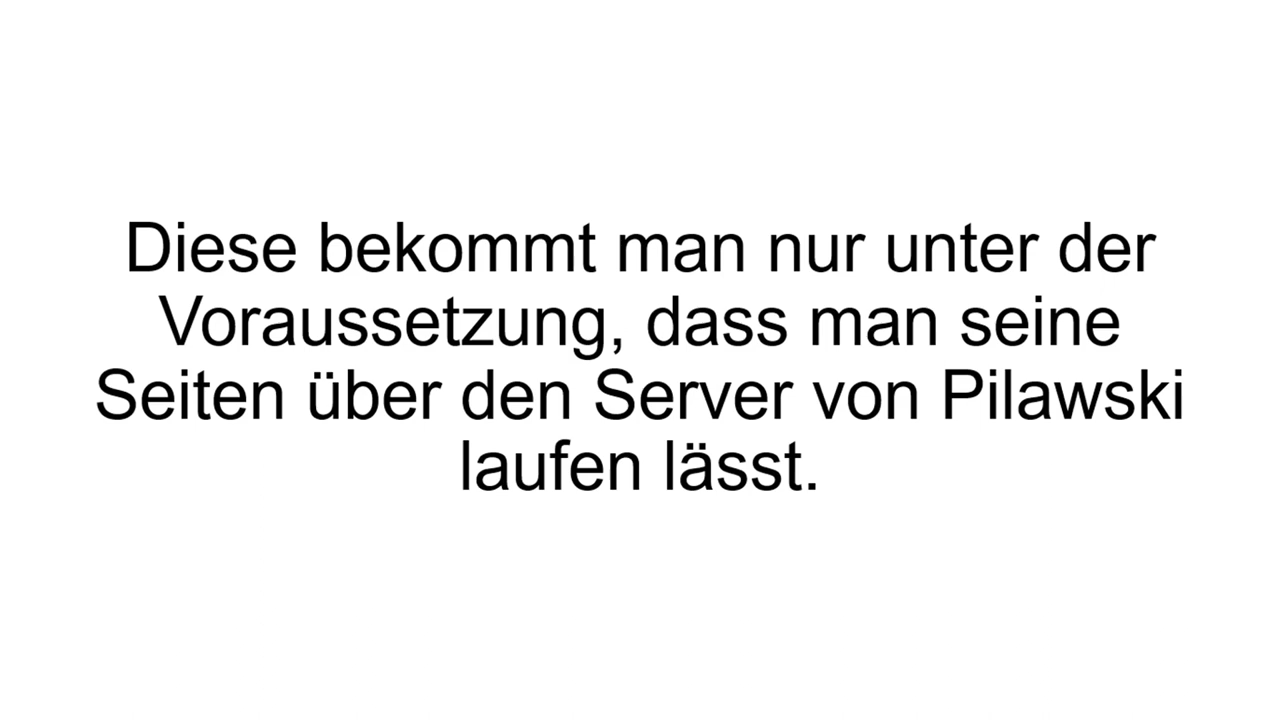 Diese bekommt man nur unter der
Voraussetzung, dass man seine
Seiten über den Server von Pilawski
laufen lässt.